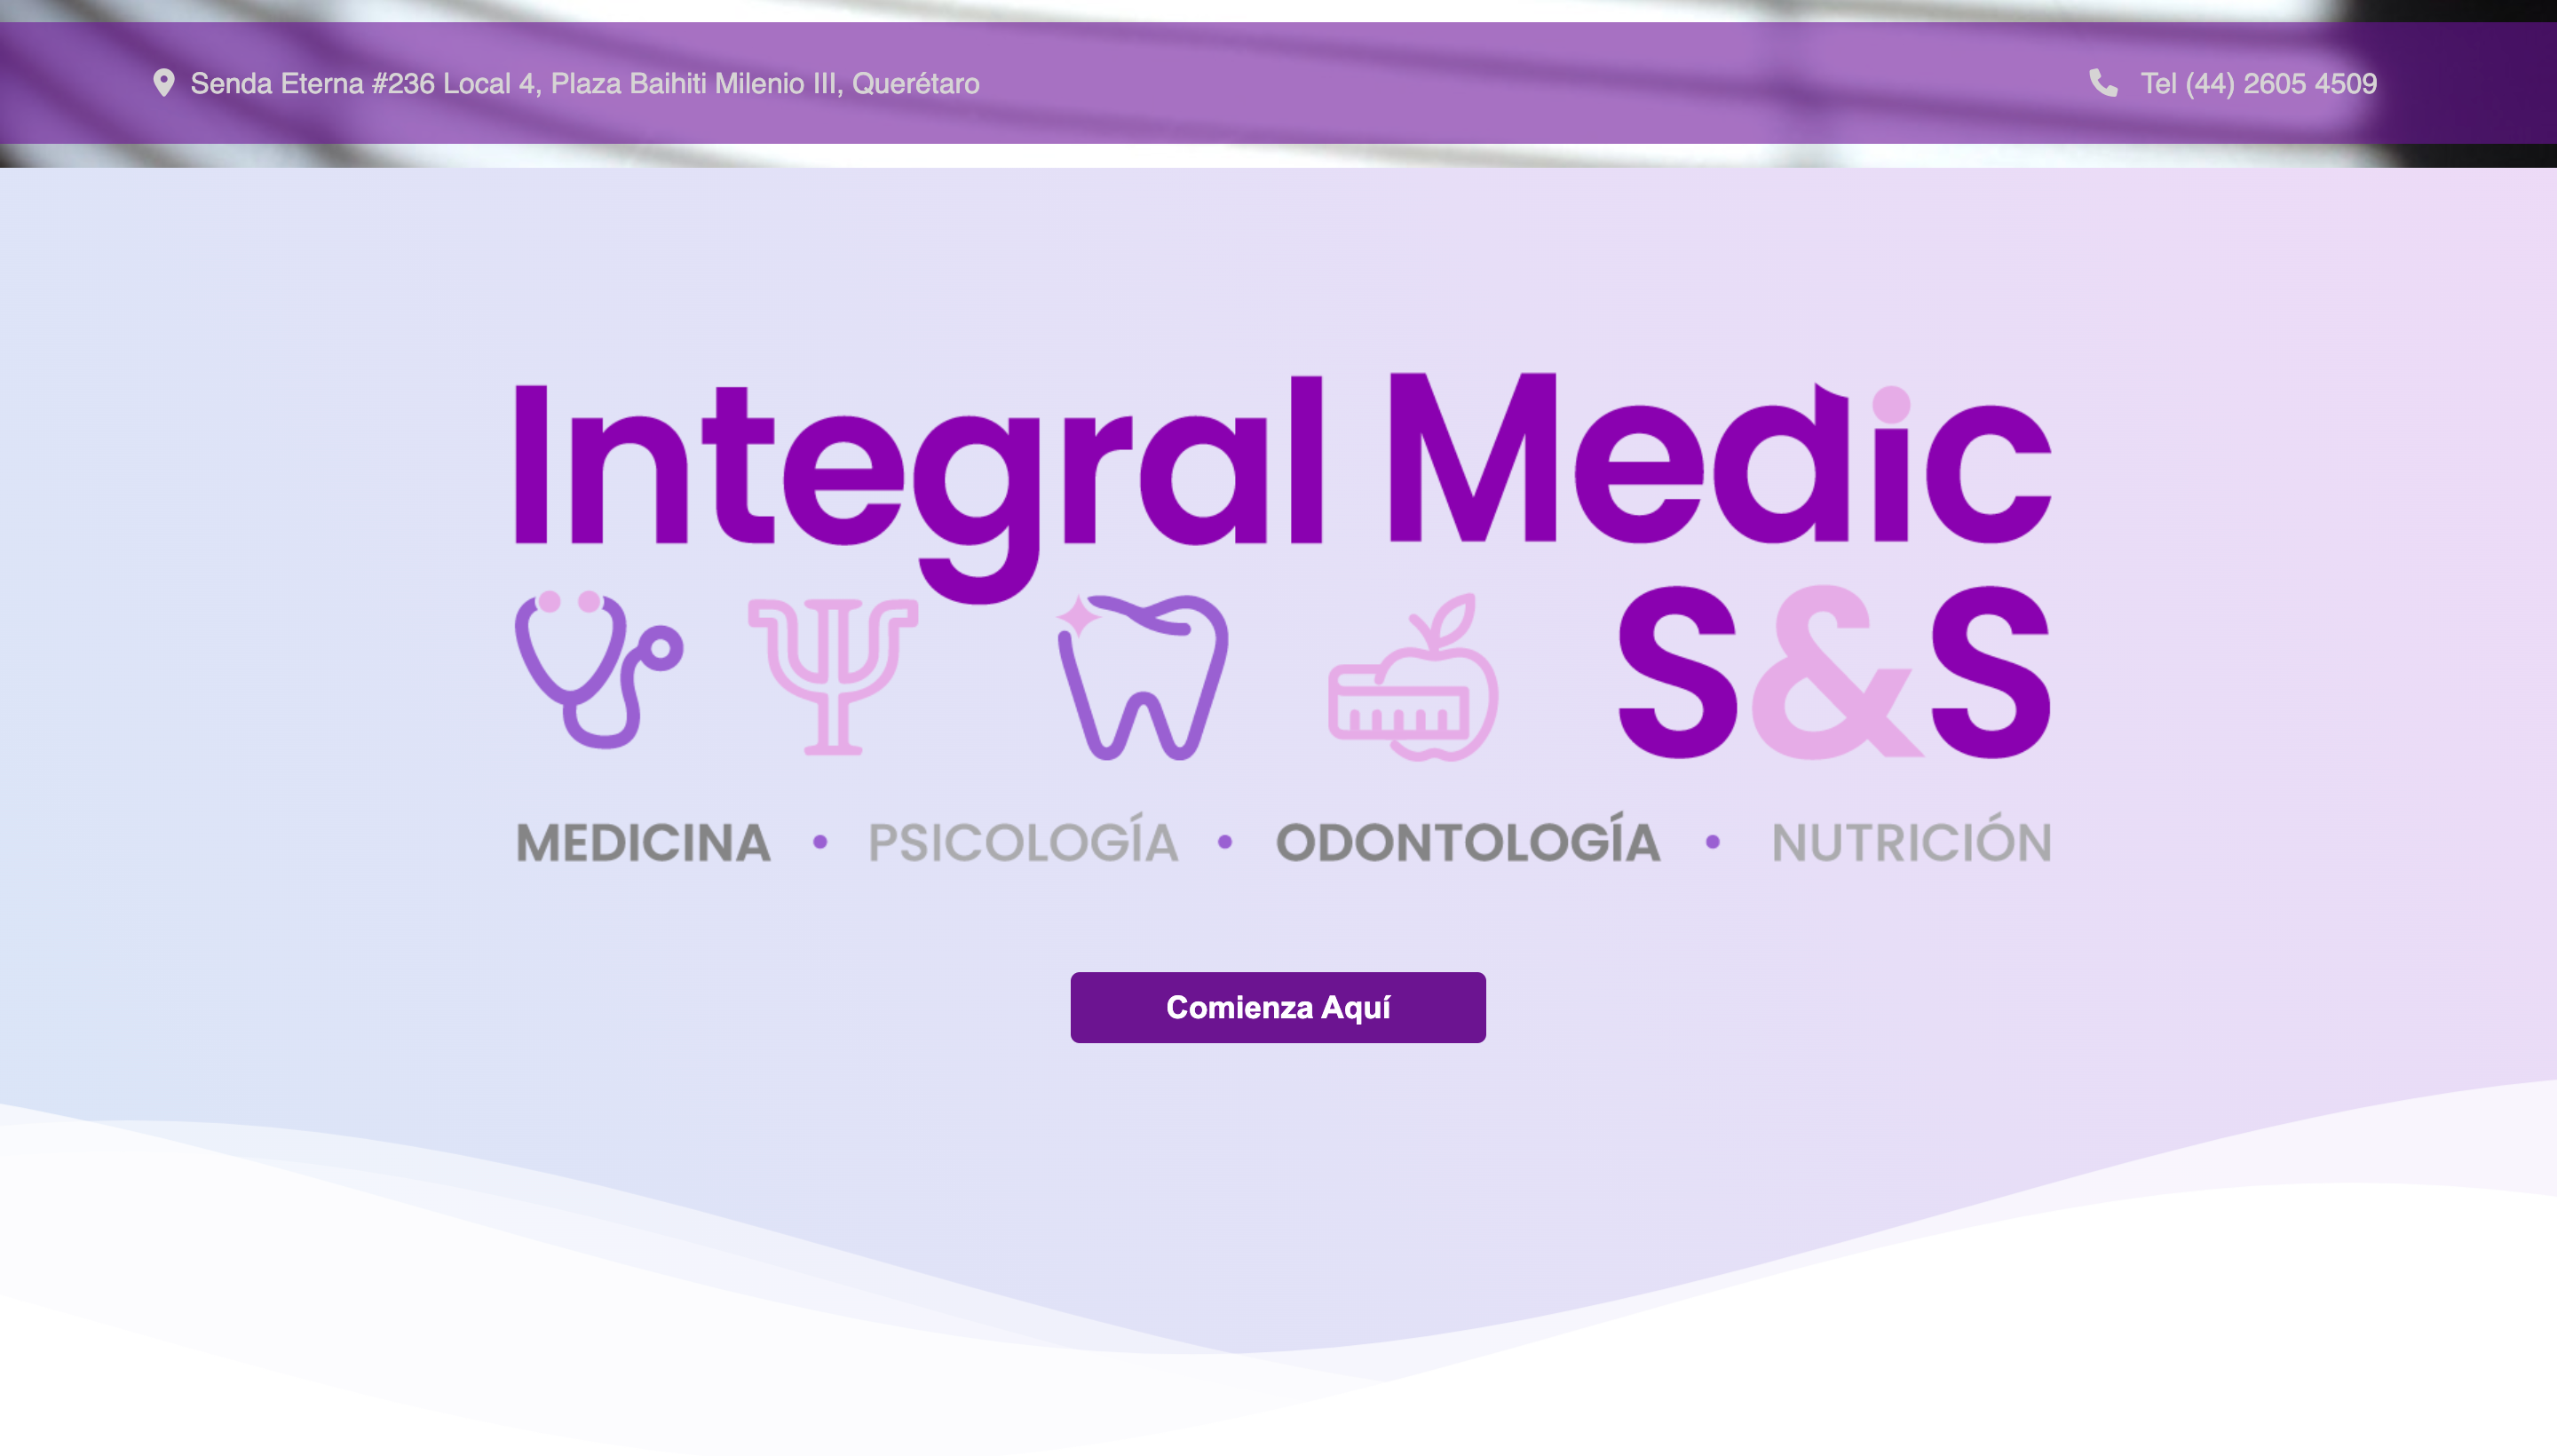 Senda Eterna #236 Local 4, Plaza Baihiti Milenio III, Querétaro
Tel (44) 2605 4509
Integral Medic
S&S
MEDICINA • PSICOLOGÍA • ODONTOLOGÍA • NUTRICIÓN
Comienza Aquí